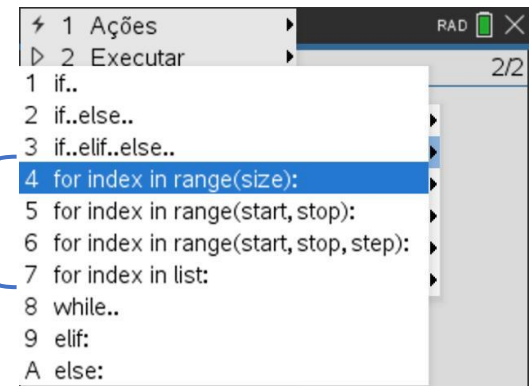 1 Ações
RAD
2 Executar
2/2
1 if..
2 if..else..
3 if..elif..else..
4 for index in range(size):
5 for index in range(start, stop):
6 for index in range(start, stop, step):
7 for index in list:
8 while..
9 elif:
A else: